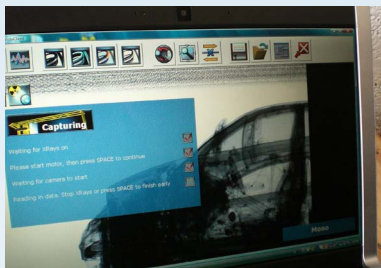 Capturing
Waiting for XRays on
Please start motor, then press SPACE to continue
Waiting for camera to start
Reading in data. Stop XRays or press SPACE to finish early
Mono